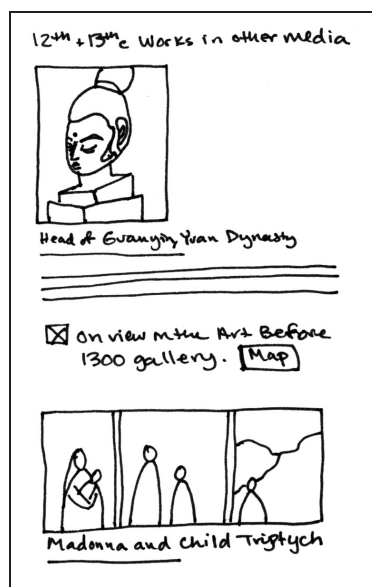 12th + 13th c Works in other media
Head of Guanyin, Yuan Dynasty
On view in the Art Before
1300 gallery. Map
Madonna and Child Triptych